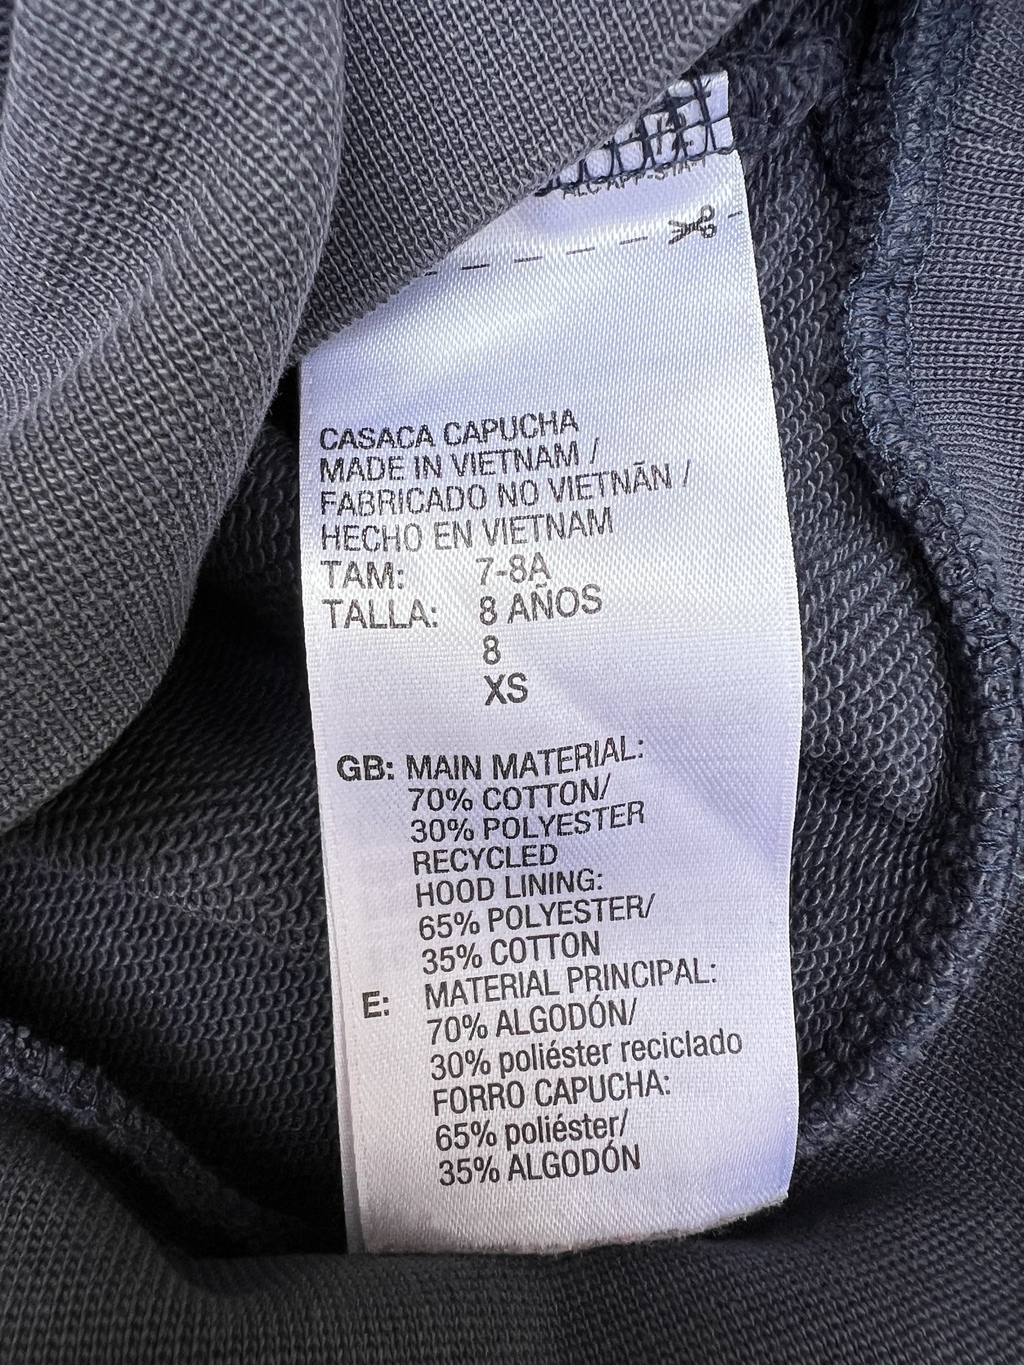 CASACA CAPUCHA
MADE IN VIETNAM /
FABRICADO NO VIETNÃN /
HECHO EN VIETNAM
TAM: 7-8A
TALLA: 8 AÑOS
8
XS
GB: MAIN MATERIAL:
70% COTTON/
30% POLYESTER
RECYCLED
HOOD LINING:
65% POLYESTER/
35% COTTON
E: MATERIAL PRINCIPAL:
70% ALGODÓN/
30% poliéster reciclado
FORRO CAPUCHA:
65% poliéster/
35% ALGODÓN